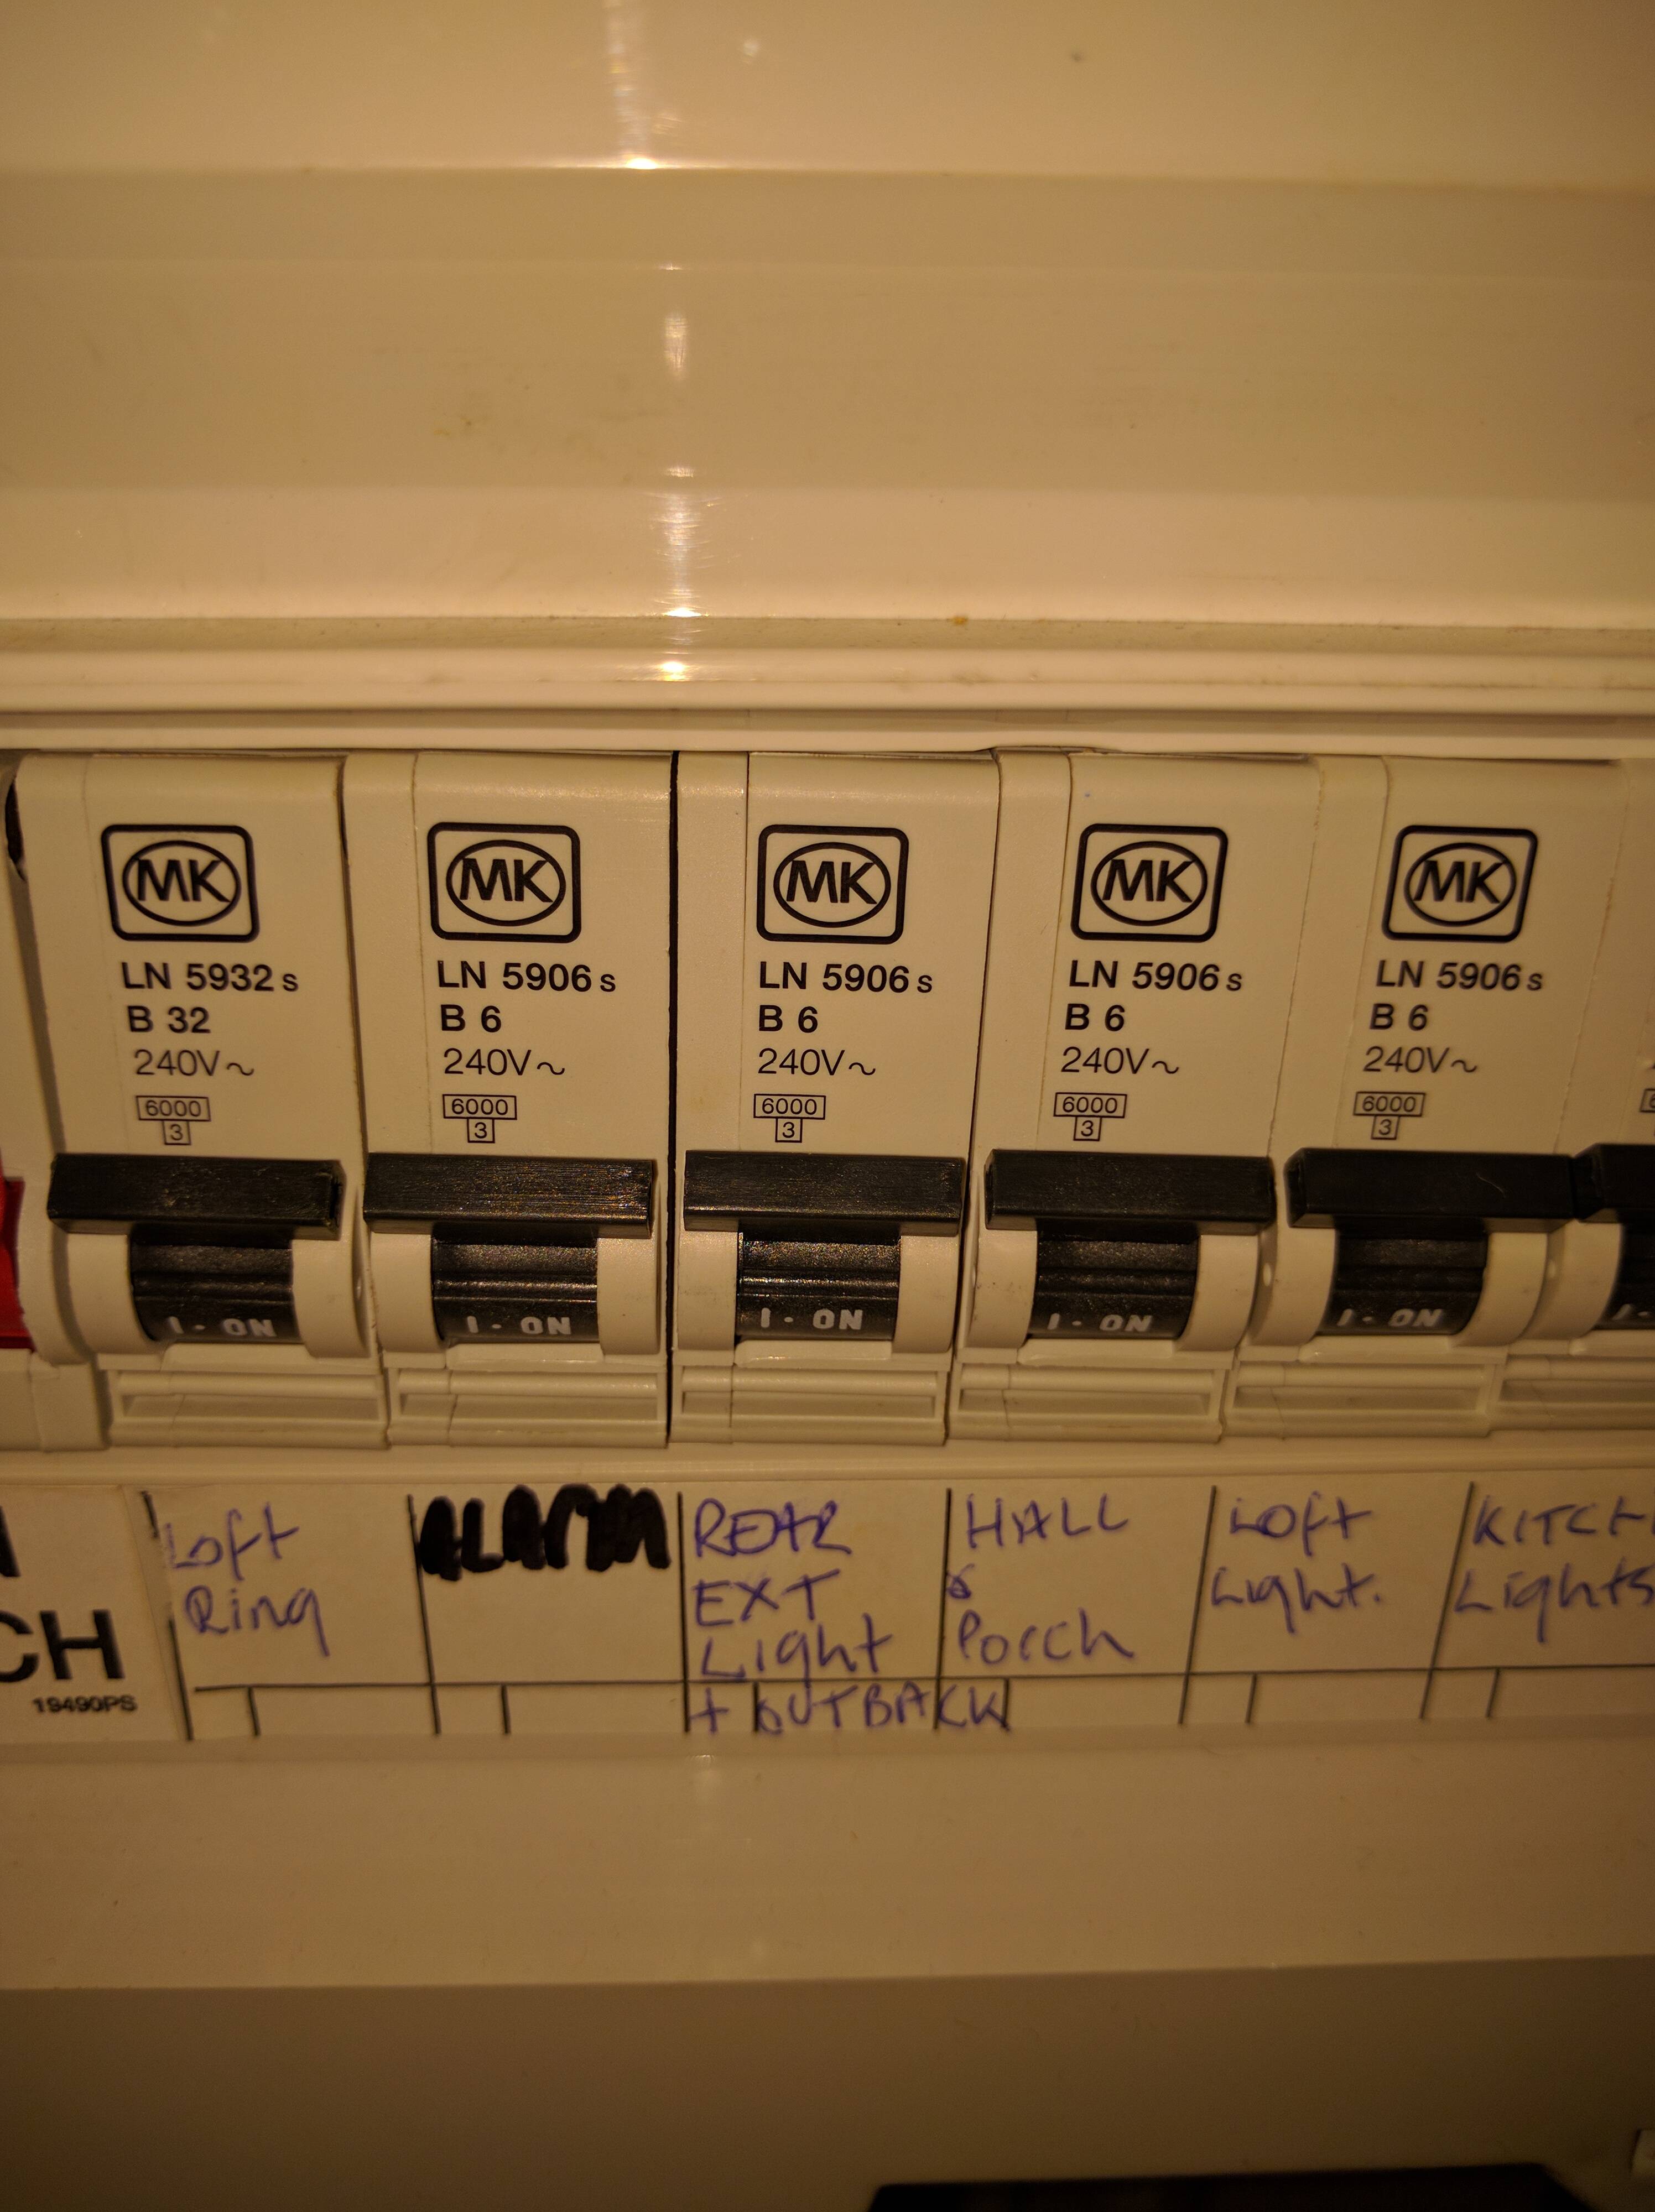 MK
LN 5932 s
B 32
240V~
6000
3
I - ON
MK
LN 5906 s
B 6
240V~
6000
3
I - ON
MK
LN 5906 s
B 6
240V~
6000
3
I - ON
MK
LN 5906 s
B 6
240V~
6000
3
I - ON
MK
LN 5906 s
B 6
240V~
6000
3
I - ON
CH
19490PS
Loft
Ring
ALARM
REAR
EXT
Light
+ OUTBACK
HALL
&
Porch
Loft
Light.
Lights